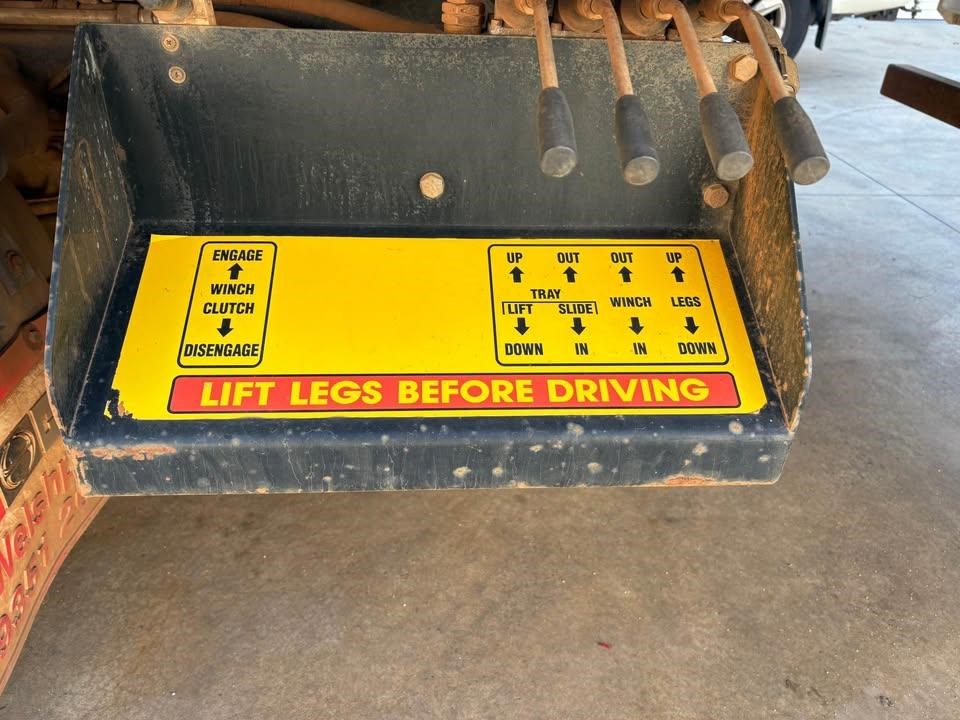 ENGAGE
WINCH
CLUTCH
DISENGAGE
UP OUT OUT UP
TRAY
LIFT SLIDE WINCH LEGS
DOWN IN IN DOWN
LIFT LEGS BEFORE DRIVING